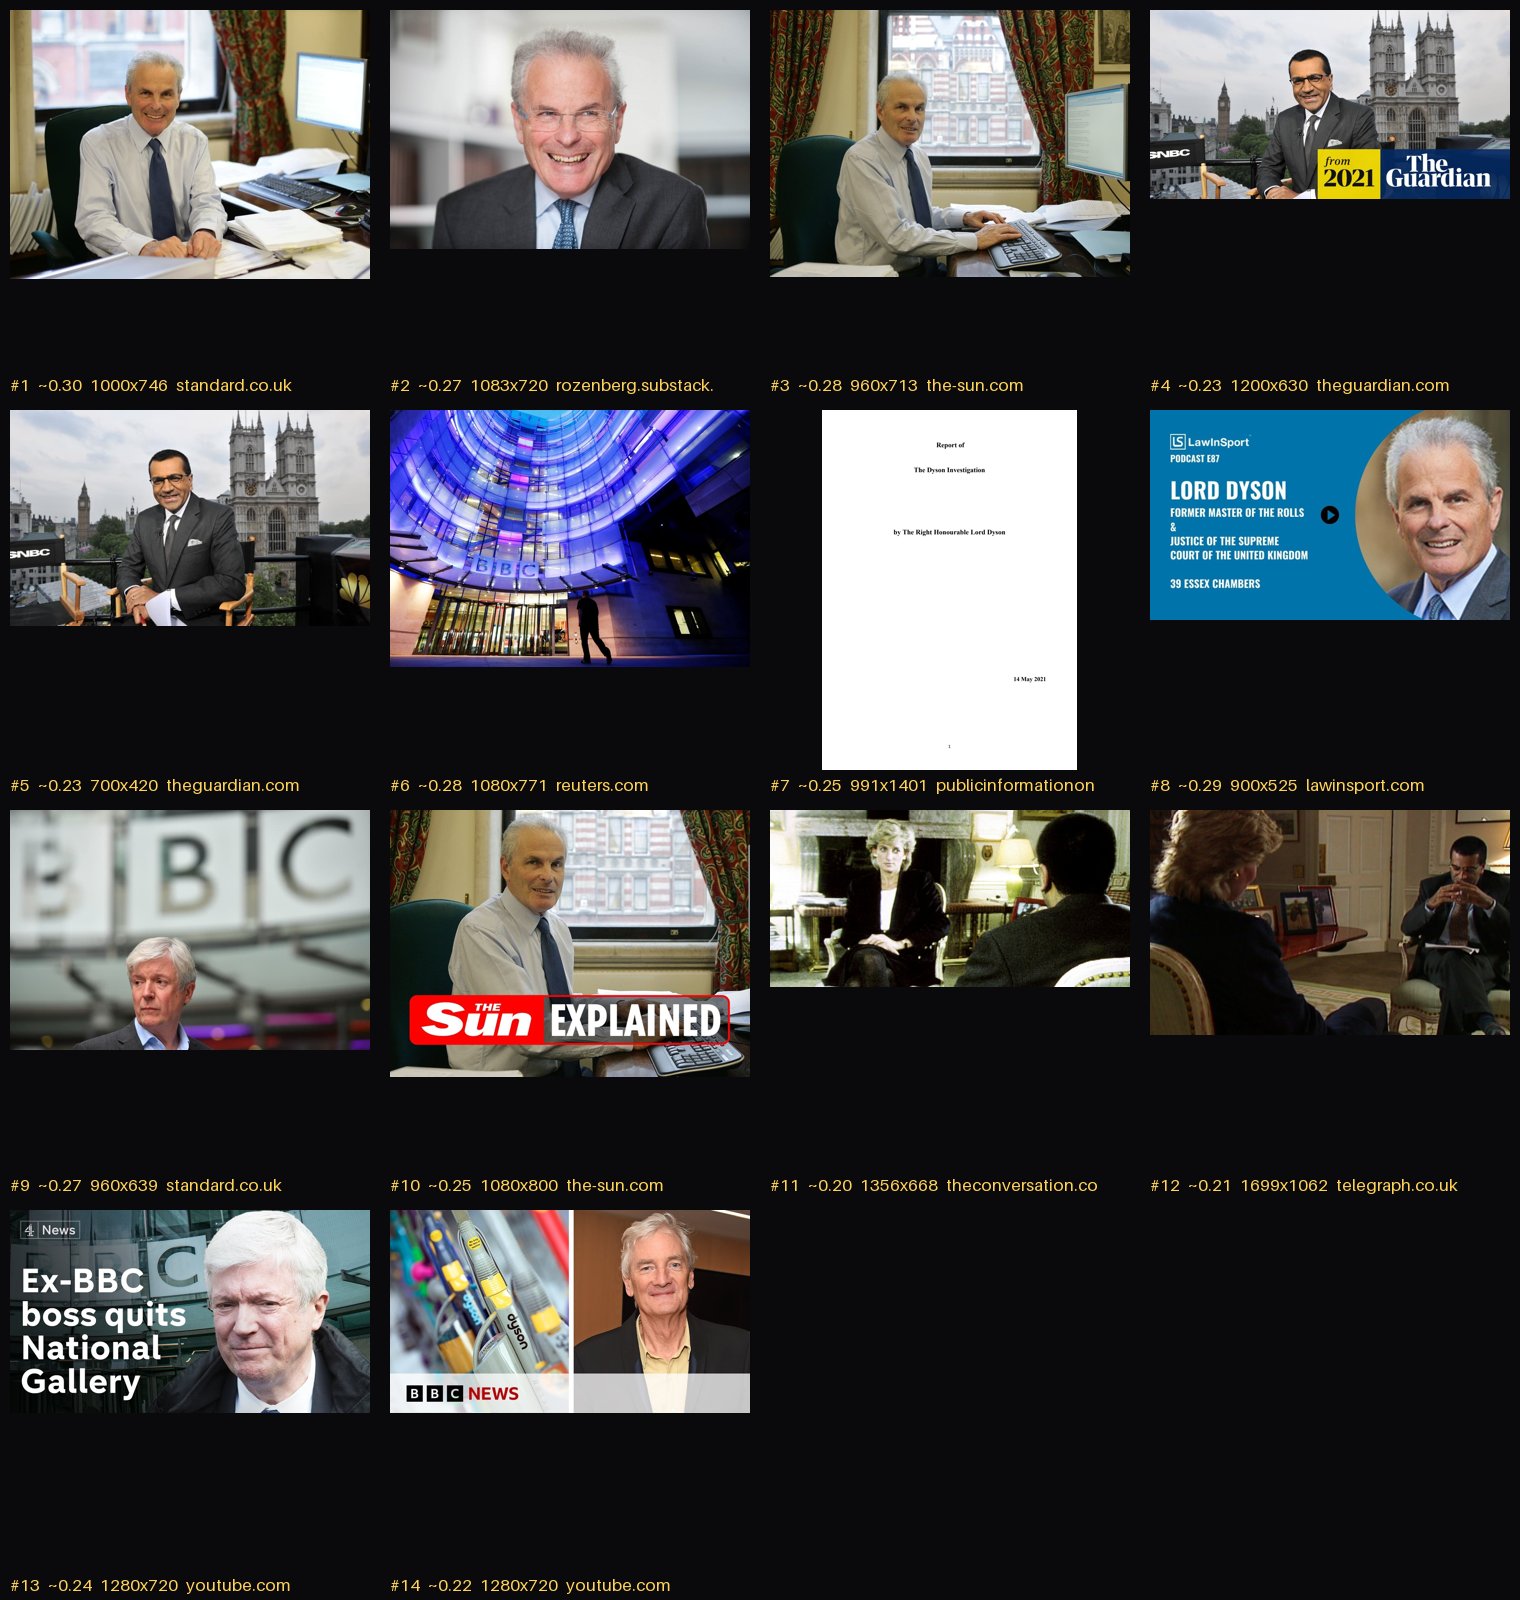 #1 ~0.30 1000x746 standard.co.uk
#2 ~0.27 1083x720 rozenberg.substack.
#3 ~0.28 960x713 the-sun.com
SNBC
from
2021
The
Guardian
#4 ~0.23 1200x630 theguardian.com
SNBC
#5 ~0.23 700x420 theguardian.com
BBC
#6 ~0.28 1080x771 reuters.com
Report of
The Dyson Investigation
by The Right Honourable Lord Dyson
14 May 2021
1
#7 ~0.25 991x1401 publicinformationon
LS LawInSport
PODCAST E87
LORD DYSON
FORMER MASTER OF THE ROLLS
&
JUSTICE OF THE SUPREME
COURT OF THE UNITED KINGDOM
39 ESSEX CHAMBERS
#8 ~0.29 900x525 lawinsport.com
BBC
#9 ~0.27 960x639 standard.co.uk
THE
Sun EXPLAINED
#10 ~0.25 1080x800 the-sun.com
#11 ~0.20 1356x668 theconversation.co
#12 ~0.21 1699x1062 telegraph.co.uk
4 News
BBC
Ex-BBC
boss quits
National
Gallery
#13 ~0.24 1280x720 youtube.com
dyson
dyson
BBC NEWS
#14 ~0.22 1280x720 youtube.com